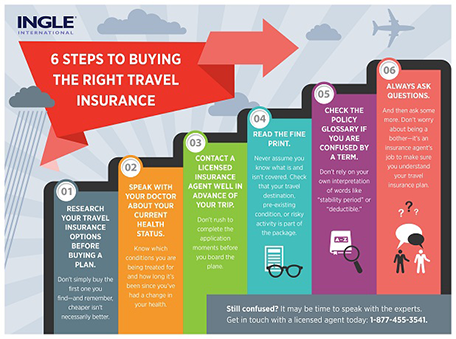 INGLE
INTERNATIONAL
6 STEPS TO BUYING
THE RIGHT TRAVEL
INSURANCE
01
RESEARCH
YOUR TRAVEL
INSURANCE
OPTIONS
BEFORE
BUYING A
PLAN.
Don't simply buy the
first one you
find—and remember,
cheaper isn't
necessarily better.
02
SPEAK WITH
YOUR DOCTOR
ABOUT YOUR
CURRENT
HEALTH
STATUS.
Know which
conditions you are
being treated for
and how long it's
been since you've
had a change in
your health.
03
CONTACT A
LICENSED
INSURANCE
AGENT WELL IN
ADVANCE OF
YOUR TRIP.
Don't rush to
complete the
application
moments before
you board the
plane.
04
READ THE FINE
PRINT.
Never assume you
know what is and
isn't covered. Check
that your travel
destination,
pre-existing
condition, or risky
activity is part of
the package.
05
CHECK THE
POLICY
GLOSSARY IF
YOU ARE
CONFUSED BY
A TERM.
Don't rely on your
own interpretation
of words like
"stability period" or
"deductible."
A-Z
06
ALWAYS ASK
QUESTIONS.
And then ask some
more. Don't worry
about being a
bother—it's an
insurance agent's
job to make sure
you understand
your travel
insurance plan.
? ? ?
Still confused? It may be time to speak with the experts.
Get in touch with a licensed agent today: 1-877-455-3541.